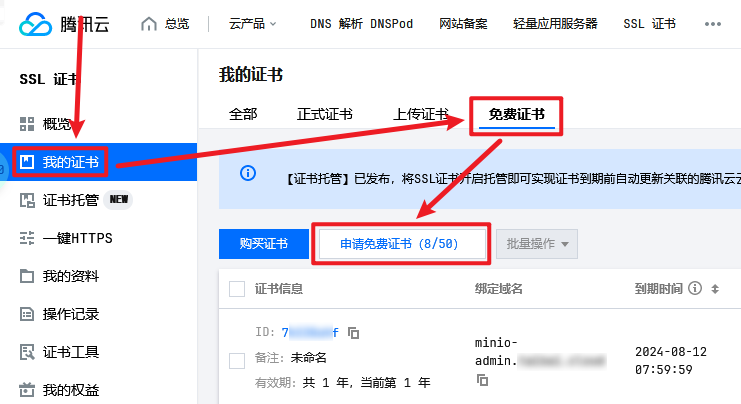 腾讯云 总览 云产品 DNS 解析 DNSPod 网站备案 轻量应用服务器 SSL 证书 •••
SSL 证书
概览
我的证书
证书托管 NEW
一键HTTPS
我的资料
操作记录
证书工具
我的权益
我的证书
全部 正式证书 上传证书 免费证书
【证书托管】已发布，将SSL证书开启托管即可实现证书到期前自动更新关联的腾讯云云
购买证书 申请免费证书 (8/50) 批量操作
证书信息 绑定域名 到期时间
ID: 7 f
备注: 未命名
有效期: 共 1 年，当前第 1 年
minio-
admin.
2024-08-12
07:59:59